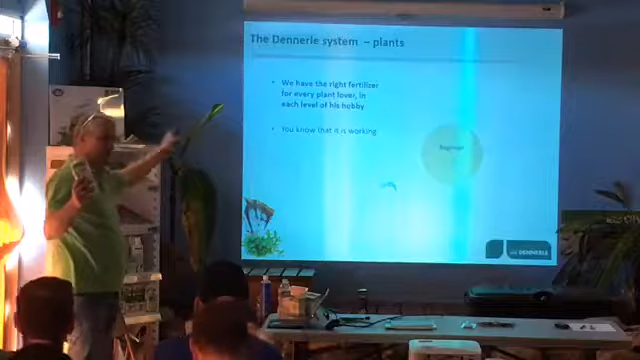 The Dennerle system – plants
• We have the right fertilizer
for every plant lover, in
each level of his hobby
• You know that it is working
Beginner
DENNERLE